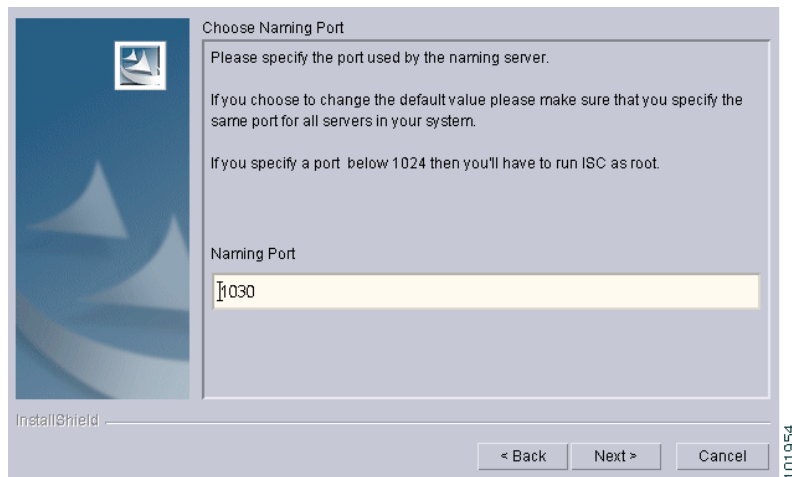 Choose Naming Port
Please specify the port used by the naming server.
If you choose to change the default value please make sure that you specify the
same port for all servers in your system.
If you specify a port below 1024 then you'll have to run ISC as root.
Naming Port
1030
InstallShield
< Back
Next >
Cancel
101954